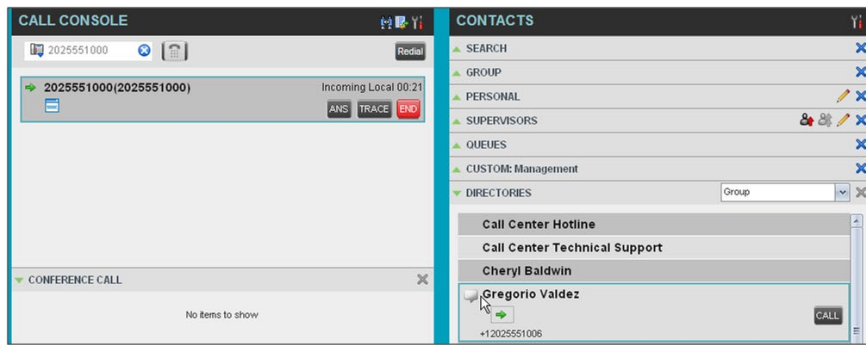 CALL CONSOLE
2025551000
Redial
2025551000(2025551000)
Incoming Local 00:21
ANS
TRACE
END
CONFERENCE CALL
No items to show
CONTACTS
SEARCH
GROUP
PERSONAL
SUPERVISORS
QUEUES
CUSTOM: Management
DIRECTORIES
Group
Call Center Hotline
Call Center Technical Support
Cheryl Baldwin
Gregorio Valdez
CALL
+12025551006